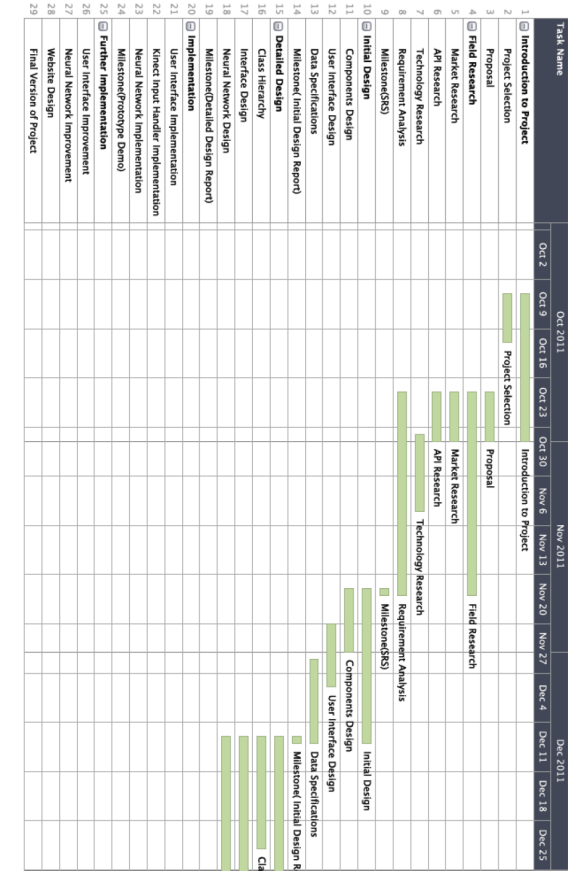 Task Name
Oct 2011
Nov 2011
Dec 2011
Oct 2
Oct 9
Oct 16
Oct 23
Oct 30
Nov 6
Nov 13
Nov 20
Nov 27
Dec 4
Dec 11
Dec 18
Dec 25
1 Introduction to Project
2 Project Selection
3 Proposal
4 Field Research
5 Market Research
6 API Research
7 Technology Research
8 Requirement Analysis
9 Milestone(SRS)
10 Initial Design
11 Components Design
12 User Interface Design
13 Data Specifications
14 Milestone( Initial Design Report)
15 Detailed Design
16 Class Hierarchy
17 Interface Design
18 Neural Network Design
19 Milestone(Detailed Design Report)
20 Implementation
21 User Interface Implementation
22 Kinect Input Handler Implementation
23 Neural Network Implementation
24 Milestone(Prototype Demo)
25 Further Implementation
26 User Interface Improvement
27 Neural Network Improvement
28 Website Design
29 Final Version of Project
Introduction to Project
Project Selection
Proposal
Field Research
Market Research
API Research
Technology Research
Requirement Analysis
Milestone(SRS)
Initial Design
Components Design
User Interface Design
Data Specifications
Milestone( Initial Design R
Cla